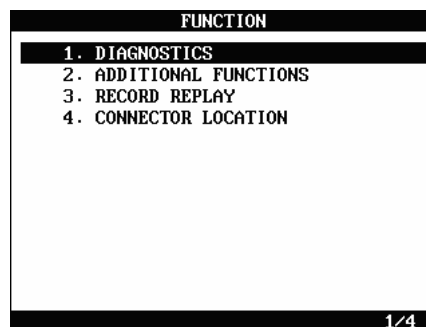 FUNCTION
1. DIAGNOSTICS
2. ADDITIONAL FUNCTIONS
3. RECORD REPLAY
4. CONNECTOR LOCATION
1/4